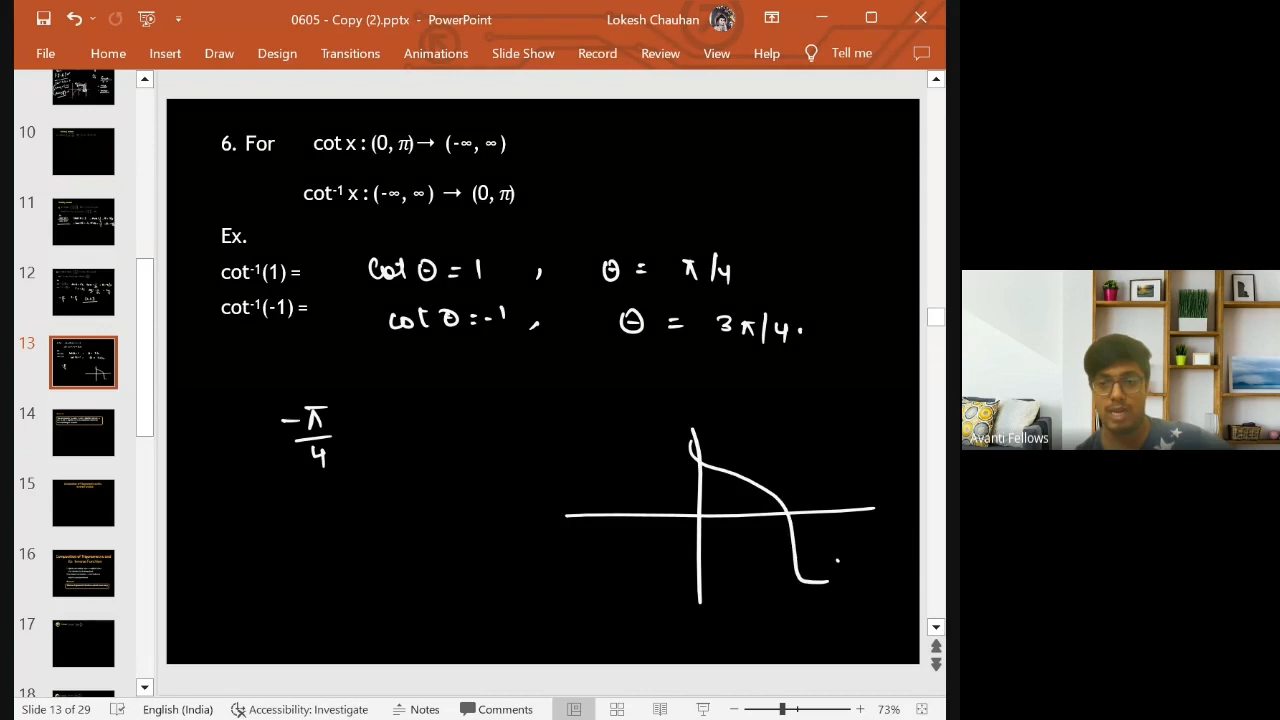 0605 - Copy (2).pptx - PowerPoint
Lokesh Chauhan
File Home Insert Draw Design Transitions Animations Slide Show Record Review View Help Tell me
10
11
12
13
14
15
16
17
18
6. For cot x : (0, π)→ (-∞, ∞)
cot⁻¹ x : (-∞, ∞) → (0, π)
Ex.
cot⁻¹(1) = cot θ = 1 , θ = π/4
cot⁻¹(-1) = cot θ = -1 , θ = 3π/4.
-π
4
Avanti Fellows
Slide 13 of 29 English (India) Accessibility: Investigate Notes Comments 73%